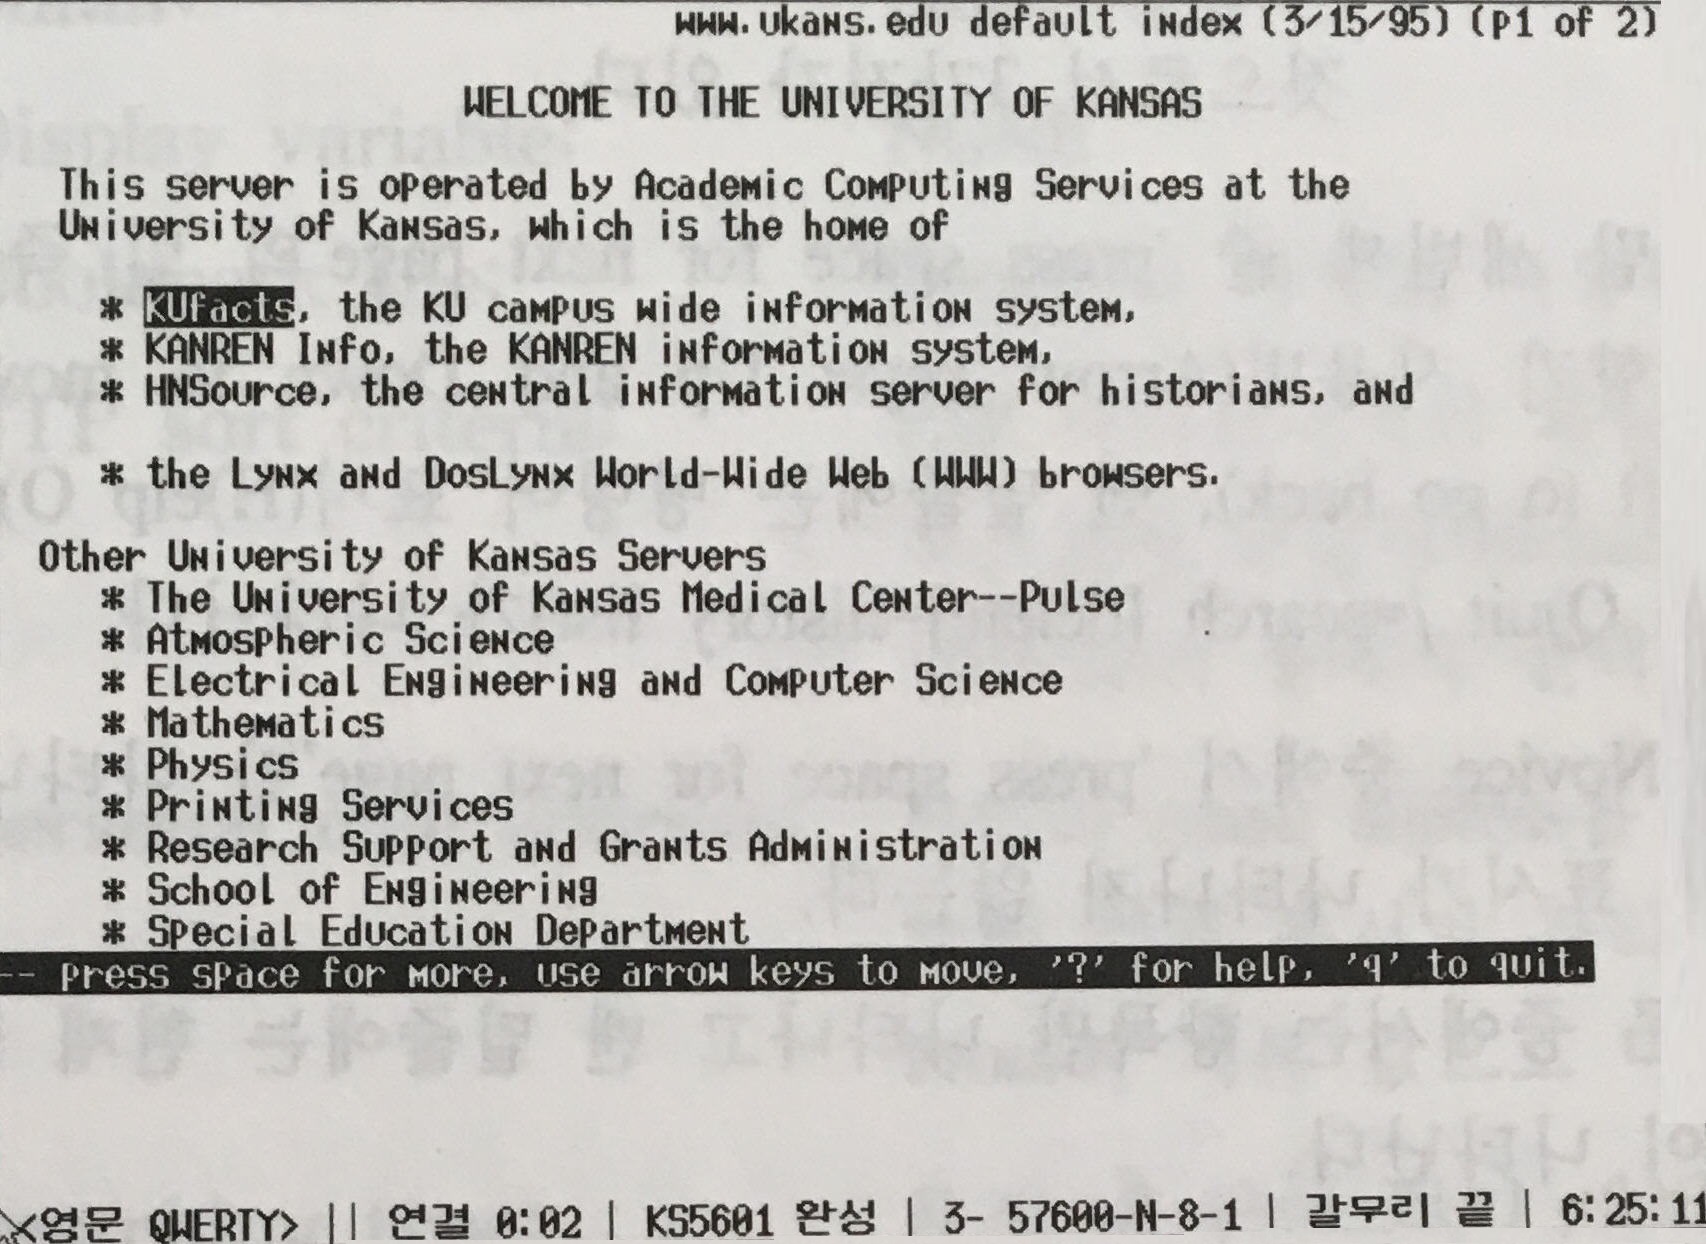 www.ukans.edu default index (3/15/95) (p1 of 2)
WELCOME TO THE UNIVERSITY OF KANSAS
This server is operated by Academic Computing Services at the
University of Kansas, which is the home of
* KUfacts, the KU campus wide information system,
* KANREN Info, the KANREN information system,
* HNSource, the central information server for historians, and
* the Lynx and DosLynx World-Wide Web (WWW) browsers.
Other University of Kansas Servers
* The University of Kansas Medical Center--Pulse
* Atmospheric Science
* Electrical Engineering and Computer Science
* Mathematics
* Physics
* Printing Services
* Research Support and Grants Administration
* School of Engineering
* Special Education Department
-- press space for more, use arrow keys to move, '?' for help, 'q' to quit.
<영문 QWERTY> || 연결 0:02 | KS5601 완성 | 3- 57600-N-8-1 | 갈무리 끝 | 6:25:11